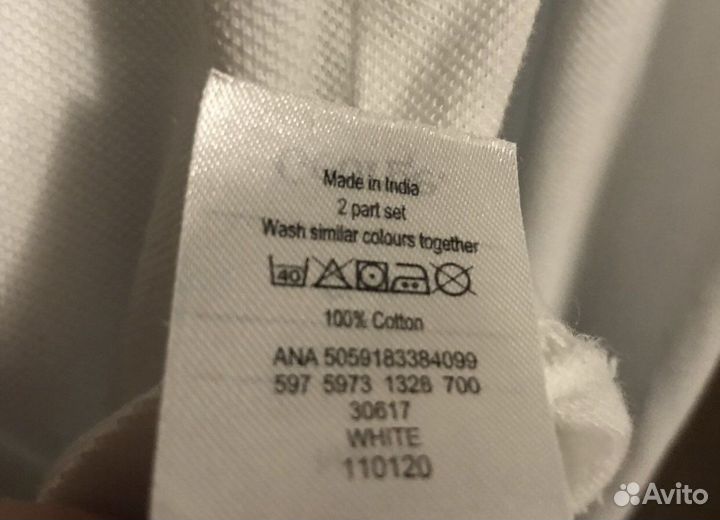 Made in India
2 part set
Wash similar colours together
40
100% Cotton
ANA 5059183384099
597 5973 1328 700
30617
WHITE
110120
Avito